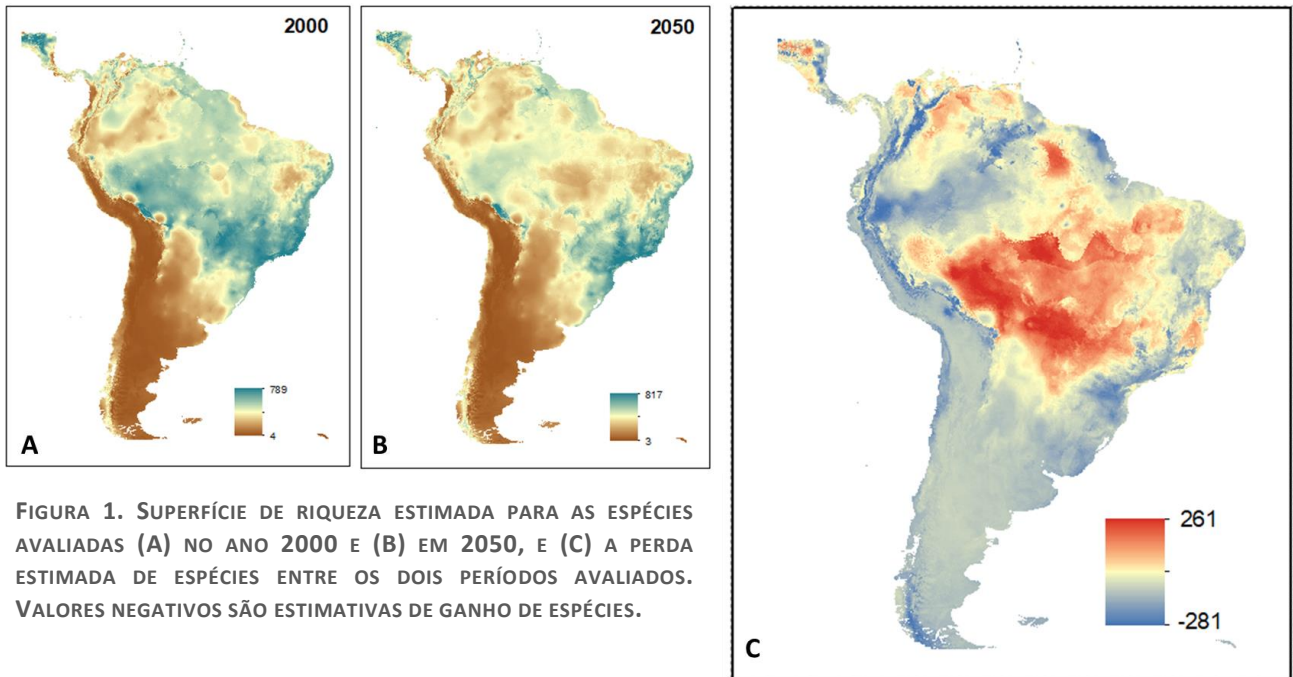 2000
789
4
A
2050
817
3
B
261
-281
C
FIGURA 1. SUPERFÍCIE DE RIQUEZA ESTIMADA PARA AS ESPÉCIES
AVALIADAS (A) NO ANO 2000 E (B) EM 2050, E (C) A PERDA
ESTIMADA DE ESPÉCIES ENTRE OS DOIS PERÍODOS AVALIADOS.
VALORES NEGATIVOS SÃO ESTIMATIVAS DE GANHO DE ESPÉCIES.